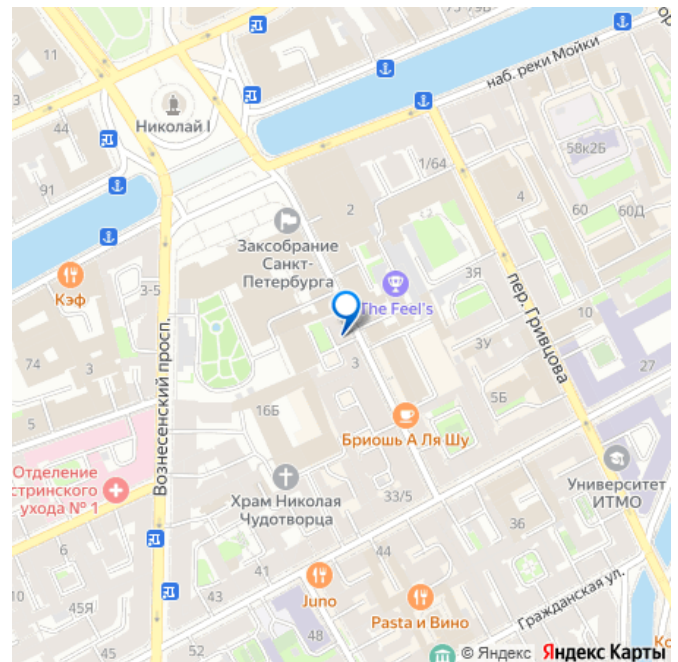 11
44
Николай I
91
наб. реки Мойки
ор
58к2Б
1/64
4
60
60Д
2
Заксобрание
Санкт-
Петербурга
Кэф
3-5
3Я
The Feel's
пер. Гривцова
10
74
Вознесенский просп.
3
3У
27
5
16Б
5Б
Бриошь А Ля Шу
Отделение
стринского
ухода № 1
Храм Николая
Чудотворца
33/5
Университет
ИТМО
6
36
41
Juno
43
45Я
Pasta и Вино
Гражданская ул.
48
52
Ко
© Яндекс Яндекс Карты